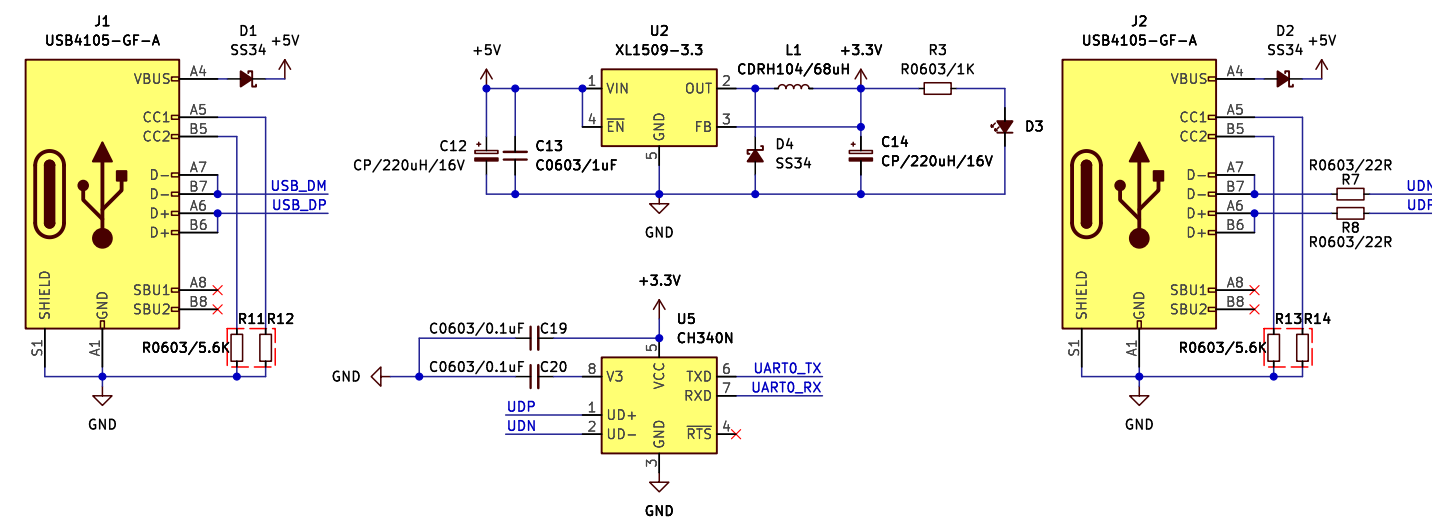 J1
USB4105-GF-A
D1
SS34
+5V
VBUS
A4
CC1
A5
CC2
B5
D-
A7
D-
B7
USB_DM
D+
A6
USB_DP
D+
B6
SBU1
A8
SBU2
B8
SHIELD
GND
S1
A1
R11
R12
R0603/5.6K
GND
+5V
U2
XL1509-3.3
L1
CDRH104/68uH
+3.3V
R3
R0603/1K
1
VIN
OUT
2
4
EN
GND
FB
3
5
C12
CP/220uH/16V
C13
C0603/1uF
D4
SS34
C14
CP/220uH/16V
D3
GND
+3.3V
U5
CH340N
C0603/0.1uF
C19
5
C0603/0.1uF
C20
GND
8
V3
VCC
TXD
6
UART0_TX
RXD
7
UART0_RX
UDP
1
UD+
UDN
2
UD-
GND
RTS
4
3
GND
J2
USB4105-GF-A
D2
SS34
+5V
VBUS
A4
CC1
A5
CC2
B5
R0603/22R
R7
D-
A7
D-
B7
UDN
D+
A6
UDP
D+
B6
R8
R0603/22R
SBU1
A8
SBU2
B8
SHIELD
GND
S1
A1
R13
R14
R0603/5.6K
GND